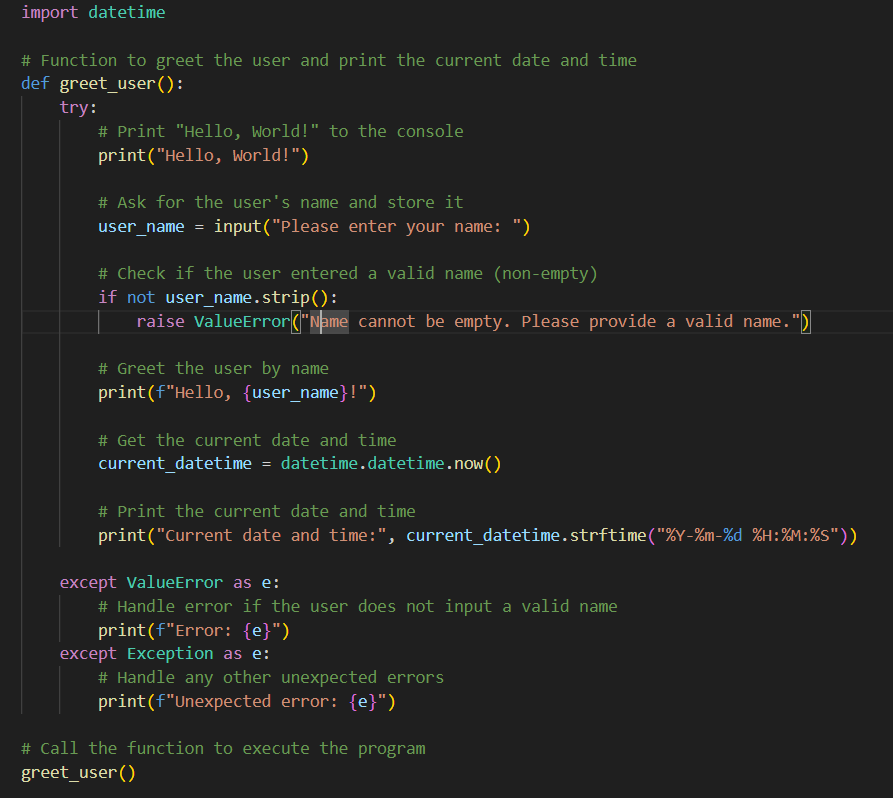 import datetime

# Function to greet the user and print the current date and time
def greet_user():
    try:
        # Print "Hello, World!" to the console
        print("Hello, World!")

        # Ask for the user's name and store it
        user_name = input("Please enter your name: ")

        # Check if the user entered a valid name (non-empty)
        if not user_name.strip():
            raise ValueError("Name cannot be empty. Please provide a valid name.")

        # Greet the user by name
        print(f"Hello, {user_name}!")

        # Get the current date and time
        current_datetime = datetime.datetime.now()

        # Print the current date and time
        print("Current date and time:", current_datetime.strftime("%Y-%m-%d %H:%M:%S"))

    except ValueError as e:
        # Handle error if the user does not input a valid name
        print(f"Error: {e}")
    except Exception as e:
        # Handle any other unexpected errors
        print(f"Unexpected error: {e}")

# Call the function to execute the program
greet_user()